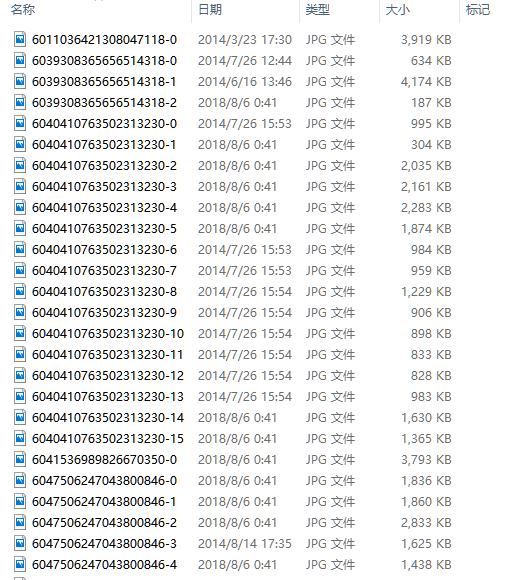 名称 日期 类型 大小 标记
6011036421308047118-0 2014/3/23 17:30 JPG 文件 3,919 KB
6039308365656514318-0 2014/7/26 12:44 JPG 文件 634 KB
6039308365656514318-1 2014/6/16 13:46 JPG 文件 4,174 KB
6039308365656514318-2 2018/8/6 0:41 JPG 文件 187 KB
6040410763502313230-0 2014/7/26 15:53 JPG 文件 995 KB
6040410763502313230-1 2018/8/6 0:41 JPG 文件 304 KB
6040410763502313230-2 2018/8/6 0:41 JPG 文件 2,035 KB
6040410763502313230-3 2018/8/6 0:41 JPG 文件 2,161 KB
6040410763502313230-4 2018/8/6 0:41 JPG 文件 2,283 KB
6040410763502313230-5 2018/8/6 0:41 JPG 文件 1,874 KB
6040410763502313230-6 2014/7/26 15:53 JPG 文件 984 KB
6040410763502313230-7 2014/7/26 15:53 JPG 文件 959 KB
6040410763502313230-8 2014/7/26 15:54 JPG 文件 1,229 KB
6040410763502313230-9 2014/7/26 15:54 JPG 文件 906 KB
6040410763502313230-10 2014/7/26 15:54 JPG 文件 898 KB
6040410763502313230-11 2014/7/26 15:54 JPG 文件 833 KB
6040410763502313230-12 2014/7/26 15:54 JPG 文件 828 KB
6040410763502313230-13 2014/7/26 15:54 JPG 文件 983 KB
6040410763502313230-14 2018/8/6 0:41 JPG 文件 1,630 KB
6040410763502313230-15 2018/8/6 0:41 JPG 文件 1,365 KB
6041536989826670350-0 2018/8/6 0:41 JPG 文件 3,793 KB
6047506247043800846-0 2018/8/6 0:41 JPG 文件 1,836 KB
6047506247043800846-1 2018/8/6 0:41 JPG 文件 1,860 KB
6047506247043800846-2 2018/8/6 0:41 JPG 文件 2,833 KB
6047506247043800846-3 2014/8/14 17:35 JPG 文件 1,625 KB
6047506247043800846-4 2018/8/6 0:41 JPG 文件 1,438 KB